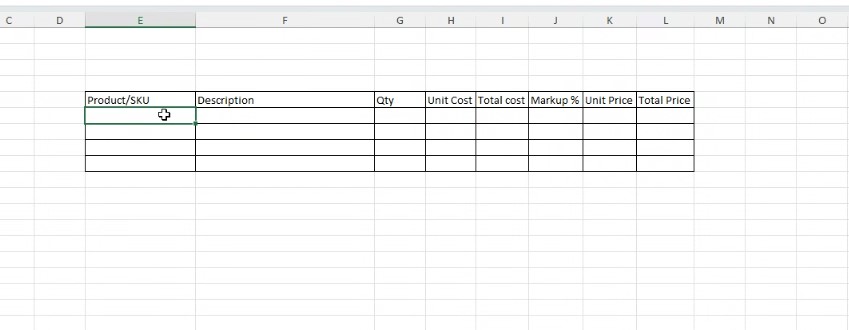 C D E F G H I J K L M N O
Product/SKU Description Qty Unit Cost Total cost Markup % Unit Price Total Price